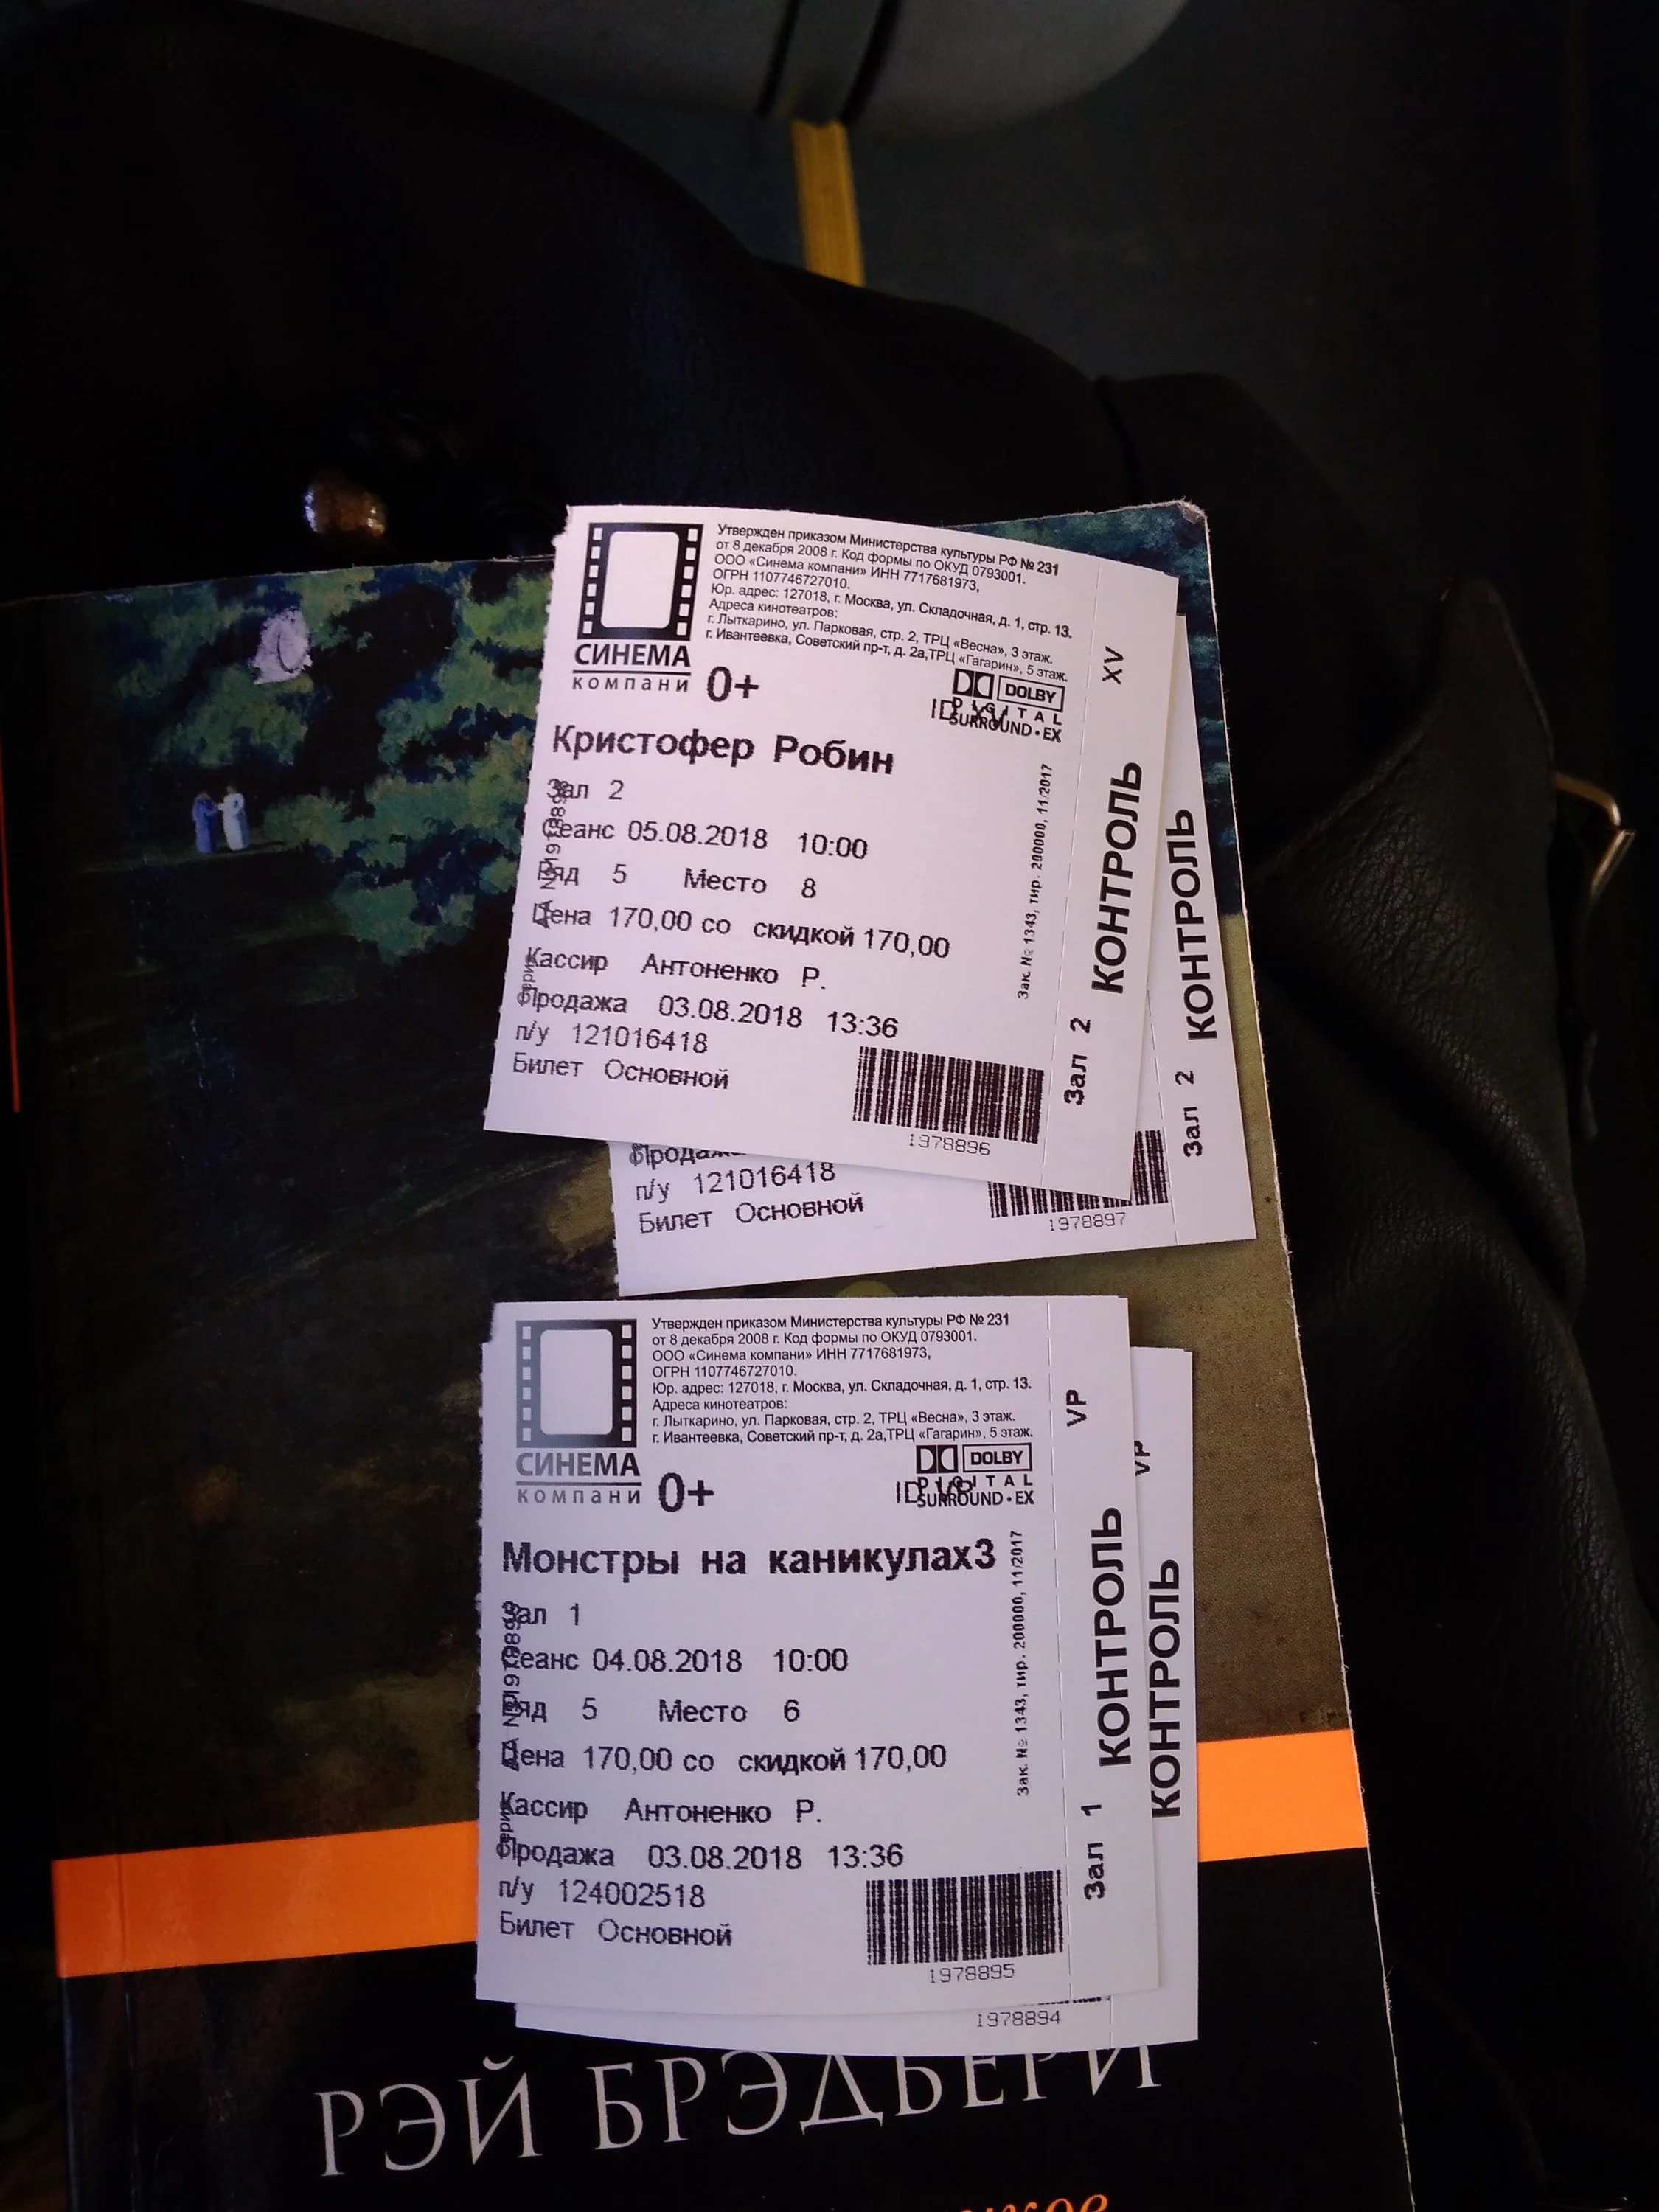 Утвержден приказом Министерства культуры РФ № 231
от 8 декабря 2008 г. Код формы по ОКУД 0793001.
ООО «Синема компани» ИНН 7717681973,
ОГРН 1107746727010.
Юр. адрес: 127018, г. Москва, ул. Складочная, д. 1, стр. 13.
Адреса кинотеатров:
г. Лыткарино, ул. Парковая, стр. 2, ТРЦ «Весна», 3 этаж.
г. Ивантеевка, Советский пр-т, д. 2а,ТРЦ «Гагарин», 5 этаж.
СИНЕМА
компани
0+
DOLBY
DIGITAL
SURROUND•EX
Кристофер Робин
Зал 2
Сеанс 05.08.2018 10:00
Ряд 5 Место 8
Цена 170,00 со скидкой 170,00
Кассир Антоненко Р.
Продажа 03.08.2018 13:36
п/у 121016418
Билет Основной
1978896
Зак. № 1343, тир. 200000, 11/2017
XV
КОНТРОЛЬ
Зал 2
КОНТРОЛЬ
Зал 2
Продажа
п/у 121016418
Билет Основной
1978897
Утвержден приказом Министерства культуры РФ № 231
от 8 декабря 2008 г. Код формы по ОКУД 0793001.
ООО «Синема компани» ИНН 7717681973,
ОГРН 1107746727010.
Юр. адрес: 127018, г. Москва, ул. Складочная, д. 1, стр. 13.
Адреса кинотеатров:
г. Лыткарино, ул. Парковая, стр. 2, ТРЦ «Весна», 3 этаж.
г. Ивантеевка, Советский пр-т, д. 2а,ТРЦ «Гагарин», 5 этаж.
СИНЕМА
компани
0+
DOLBY
DIGITAL
SURROUND•EX
Монстры на каникулах3
Зал 1
Сеанс 04.08.2018 10:00
Ряд 5 Место 6
Цена 170,00 со скидкой 170,00
Кассир Антоненко Р.
Продажа 03.08.2018 13:36
п/у 124002518
Билет Основной
1978895
Зак. № 1343, тир. 200000, 11/2017
VP
КОНТРОЛЬ
Зал 1
VP
КОНТРОЛЬ
1978894
РЭЙ БРЭДБЕРИ